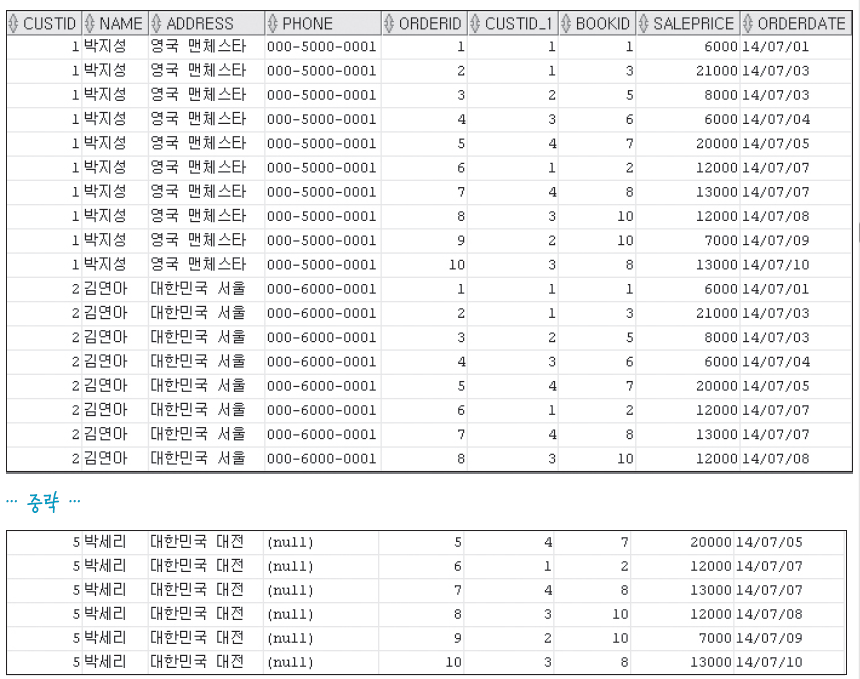 CUSTID NAME ADDRESS PHONE ORDERID CUSTID_1 BOOKID SALEPRICE ORDERDATE
1 박지성 영국 맨체스타 000-5000-0001 1 1 1 6000 14/07/01
1 박지성 영국 맨체스타 000-5000-0001 2 1 3 21000 14/07/03
1 박지성 영국 맨체스타 000-5000-0001 3 2 5 8000 14/07/03
1 박지성 영국 맨체스타 000-5000-0001 4 3 6 6000 14/07/04
1 박지성 영국 맨체스타 000-5000-0001 5 4 7 20000 14/07/05
1 박지성 영국 맨체스타 000-5000-0001 6 1 2 12000 14/07/07
1 박지성 영국 맨체스타 000-5000-0001 7 4 8 13000 14/07/07
1 박지성 영국 맨체스타 000-5000-0001 8 3 10 12000 14/07/08
1 박지성 영국 맨체스타 000-5000-0001 9 2 10 7000 14/07/09
1 박지성 영국 맨체스타 000-5000-0001 10 3 8 13000 14/07/10
2 김연아 대한민국 서울 000-6000-0001 1 1 1 6000 14/07/01
2 김연아 대한민국 서울 000-6000-0001 2 1 3 21000 14/07/03
2 김연아 대한민국 서울 000-6000-0001 3 2 5 8000 14/07/03
2 김연아 대한민국 서울 000-6000-0001 4 3 6 6000 14/07/04
2 김연아 대한민국 서울 000-6000-0001 5 4 7 20000 14/07/05
2 김연아 대한민국 서울 000-6000-0001 6 1 2 12000 14/07/07
2 김연아 대한민국 서울 000-6000-0001 7 4 8 13000 14/07/07
2 김연아 대한민국 서울 000-6000-0001 8 3 10 12000 14/07/08
… 중략 …
5 박세리 대한민국 대전 (null) 5 4 7 20000 14/07/05
5 박세리 대한민국 대전 (null) 6 1 2 12000 14/07/07
5 박세리 대한민국 대전 (null) 7 4 8 13000 14/07/07
5 박세리 대한민국 대전 (null) 8 3 10 12000 14/07/08
5 박세리 대한민국 대전 (null) 9 2 10 7000 14/07/09
5 박세리 대한민국 대전 (null) 10 3 8 13000 14/07/10